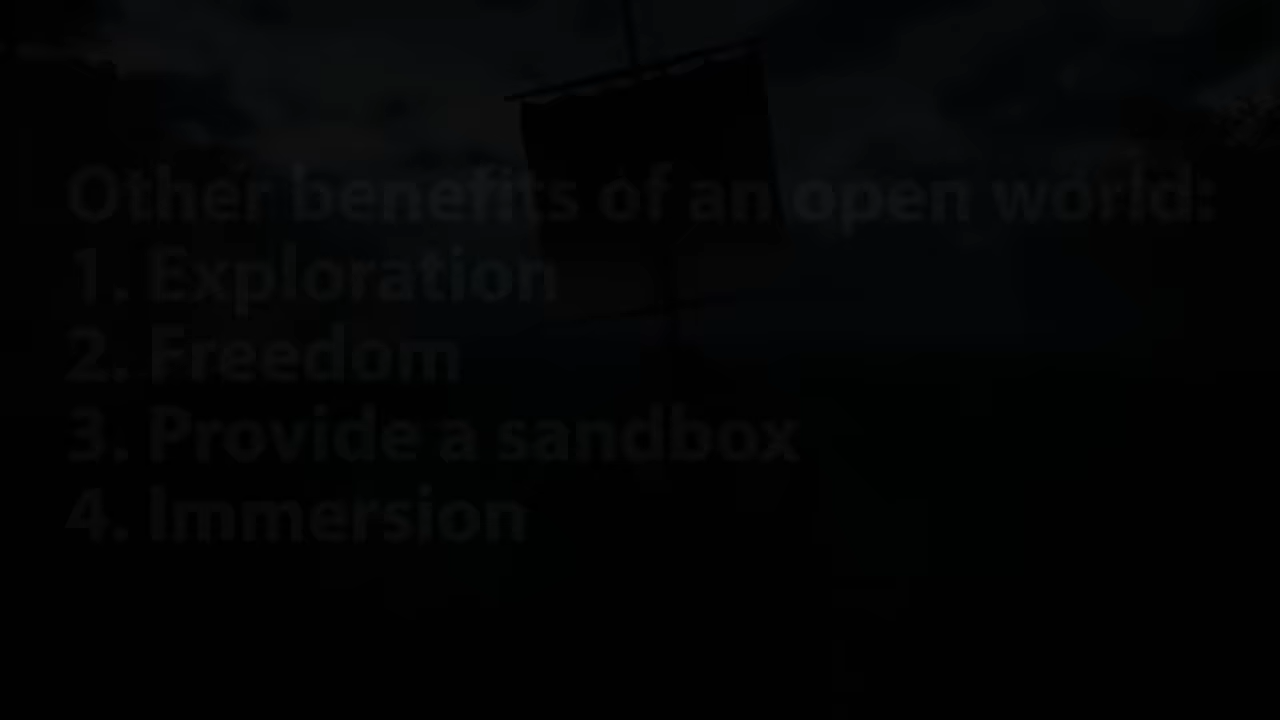 Other benefits of an open world:
1. Exploration
2. Freedom
3. Provide a sandbox
4. Immersion